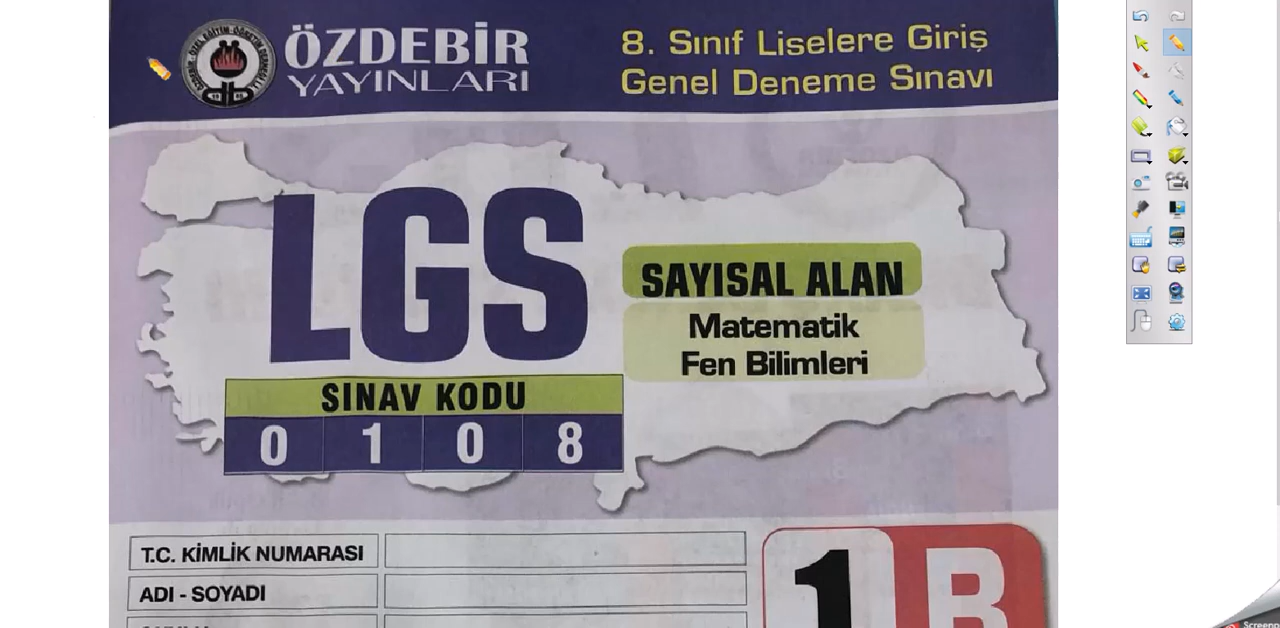 ÖZDEBİR
YAYINLARI
8. Sınıf Liselere Giriş
Genel Deneme Sınavı
LGS
SAYISAL ALAN
Matematik
Fen Bilimleri
SINAV KODU
0 1 0 8
T.C. KİMLİK NUMARASI
ADI - SOYADI
1 B